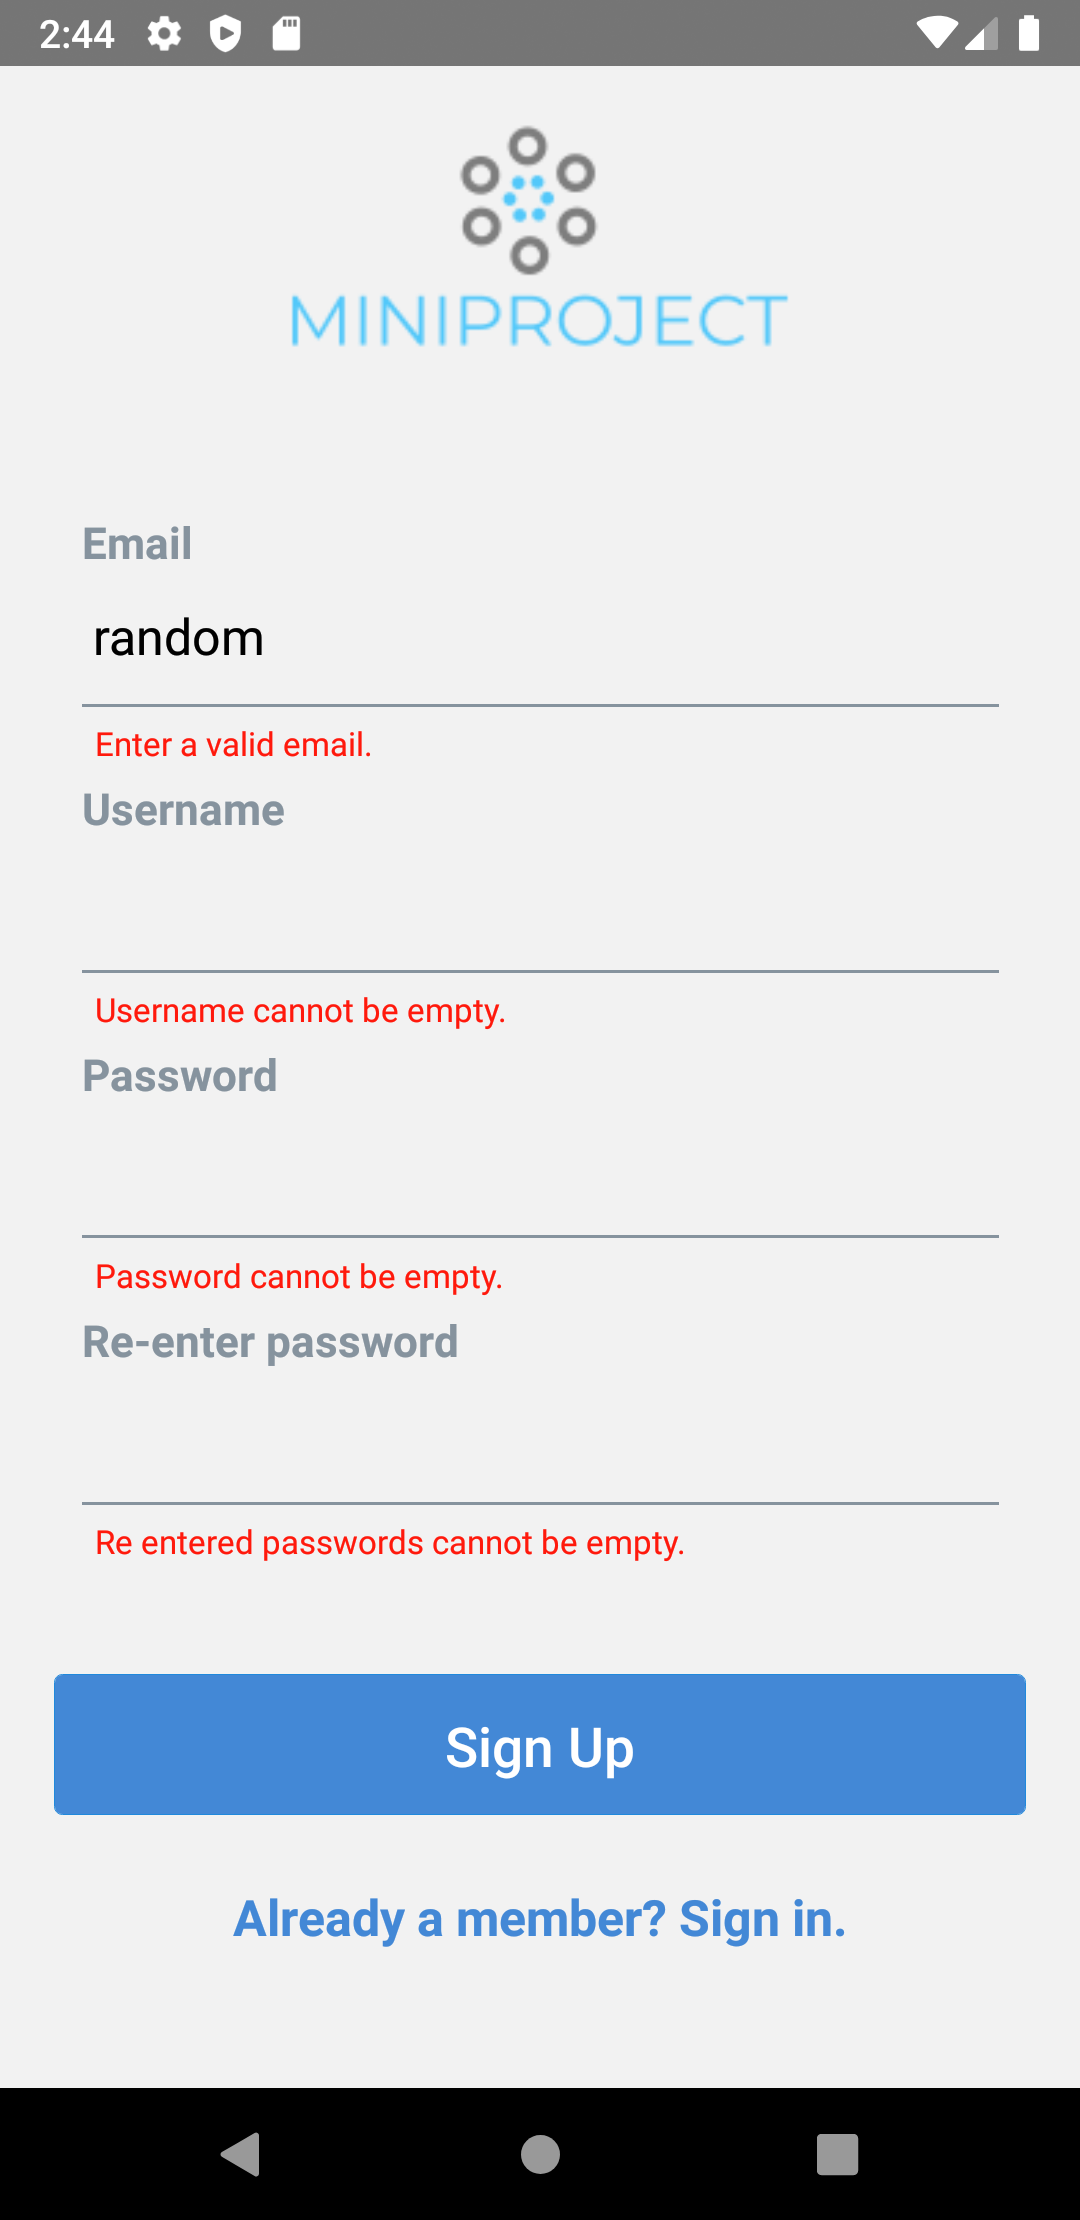 2:44
MINIPROJECT
Email
random
Enter a valid email.
Username
Username cannot be empty.
Password
Password cannot be empty.
Re-enter password
Re entered passwords cannot be empty.
Sign Up
Already a member? Sign in.